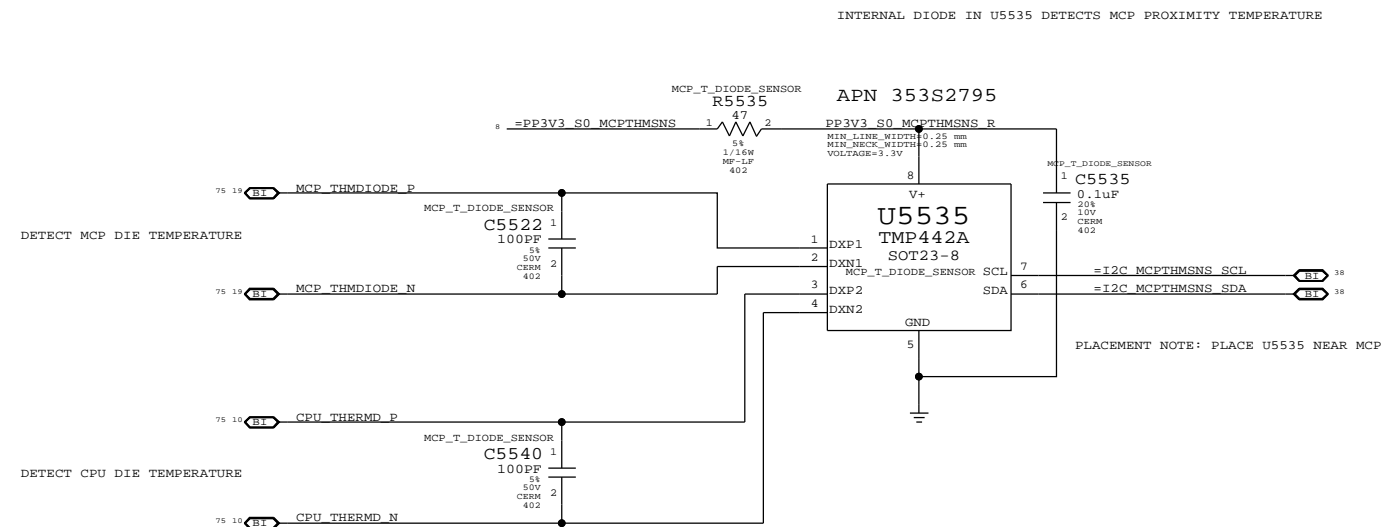 INTERNAL DIODE IN U5535 DETECTS MCP PROXIMITY TEMPERATURE
MCP_T_DIODE_SENSOR
R5535
47
5%
1/16W
MF-LF
402
APN 353S2795
8 =PP3V3_S0_MCPTHMSNS
1 2
PP3V3_S0_MCPTHMSNS_R
MIN_LINE_WIDTH=0.25 mm
MIN_NECK_WIDTH=0.25 mm
VOLTAGE=3.3V
MCP_T_DIODE_SENSOR
1
C5535
0.1uF
20%
10V
CERM
402
2
75 19 BI MCP_THMDIODE_P
MCP_T_DIODE_SENSOR
C5522 1
100PF
5%
50V
CERM
402
2
DETECT MCP DIE TEMPERATURE
75 19 BI MCP_THMDIODE_N
8
V+
U5535
TMP442A
SOT23-8
MCP_T_DIODE_SENSOR
1 DXP1
2 DXN1
3 DXP2
4 DXN2
SCL 7 =I2C_MCPTHMSNS_SCL BI 38
SDA 6 =I2C_MCPTHMSNS_SDA BI 38
GND
5
PLACEMENT NOTE: PLACE U5535 NEAR MCP
75 10 BI CPU_THERMD_P
MCP_T_DIODE_SENSOR
C5540 1
100PF
5%
50V
CERM
402
2
DETECT CPU DIE TEMPERATURE
75 10 BI CPU_THERMD_N